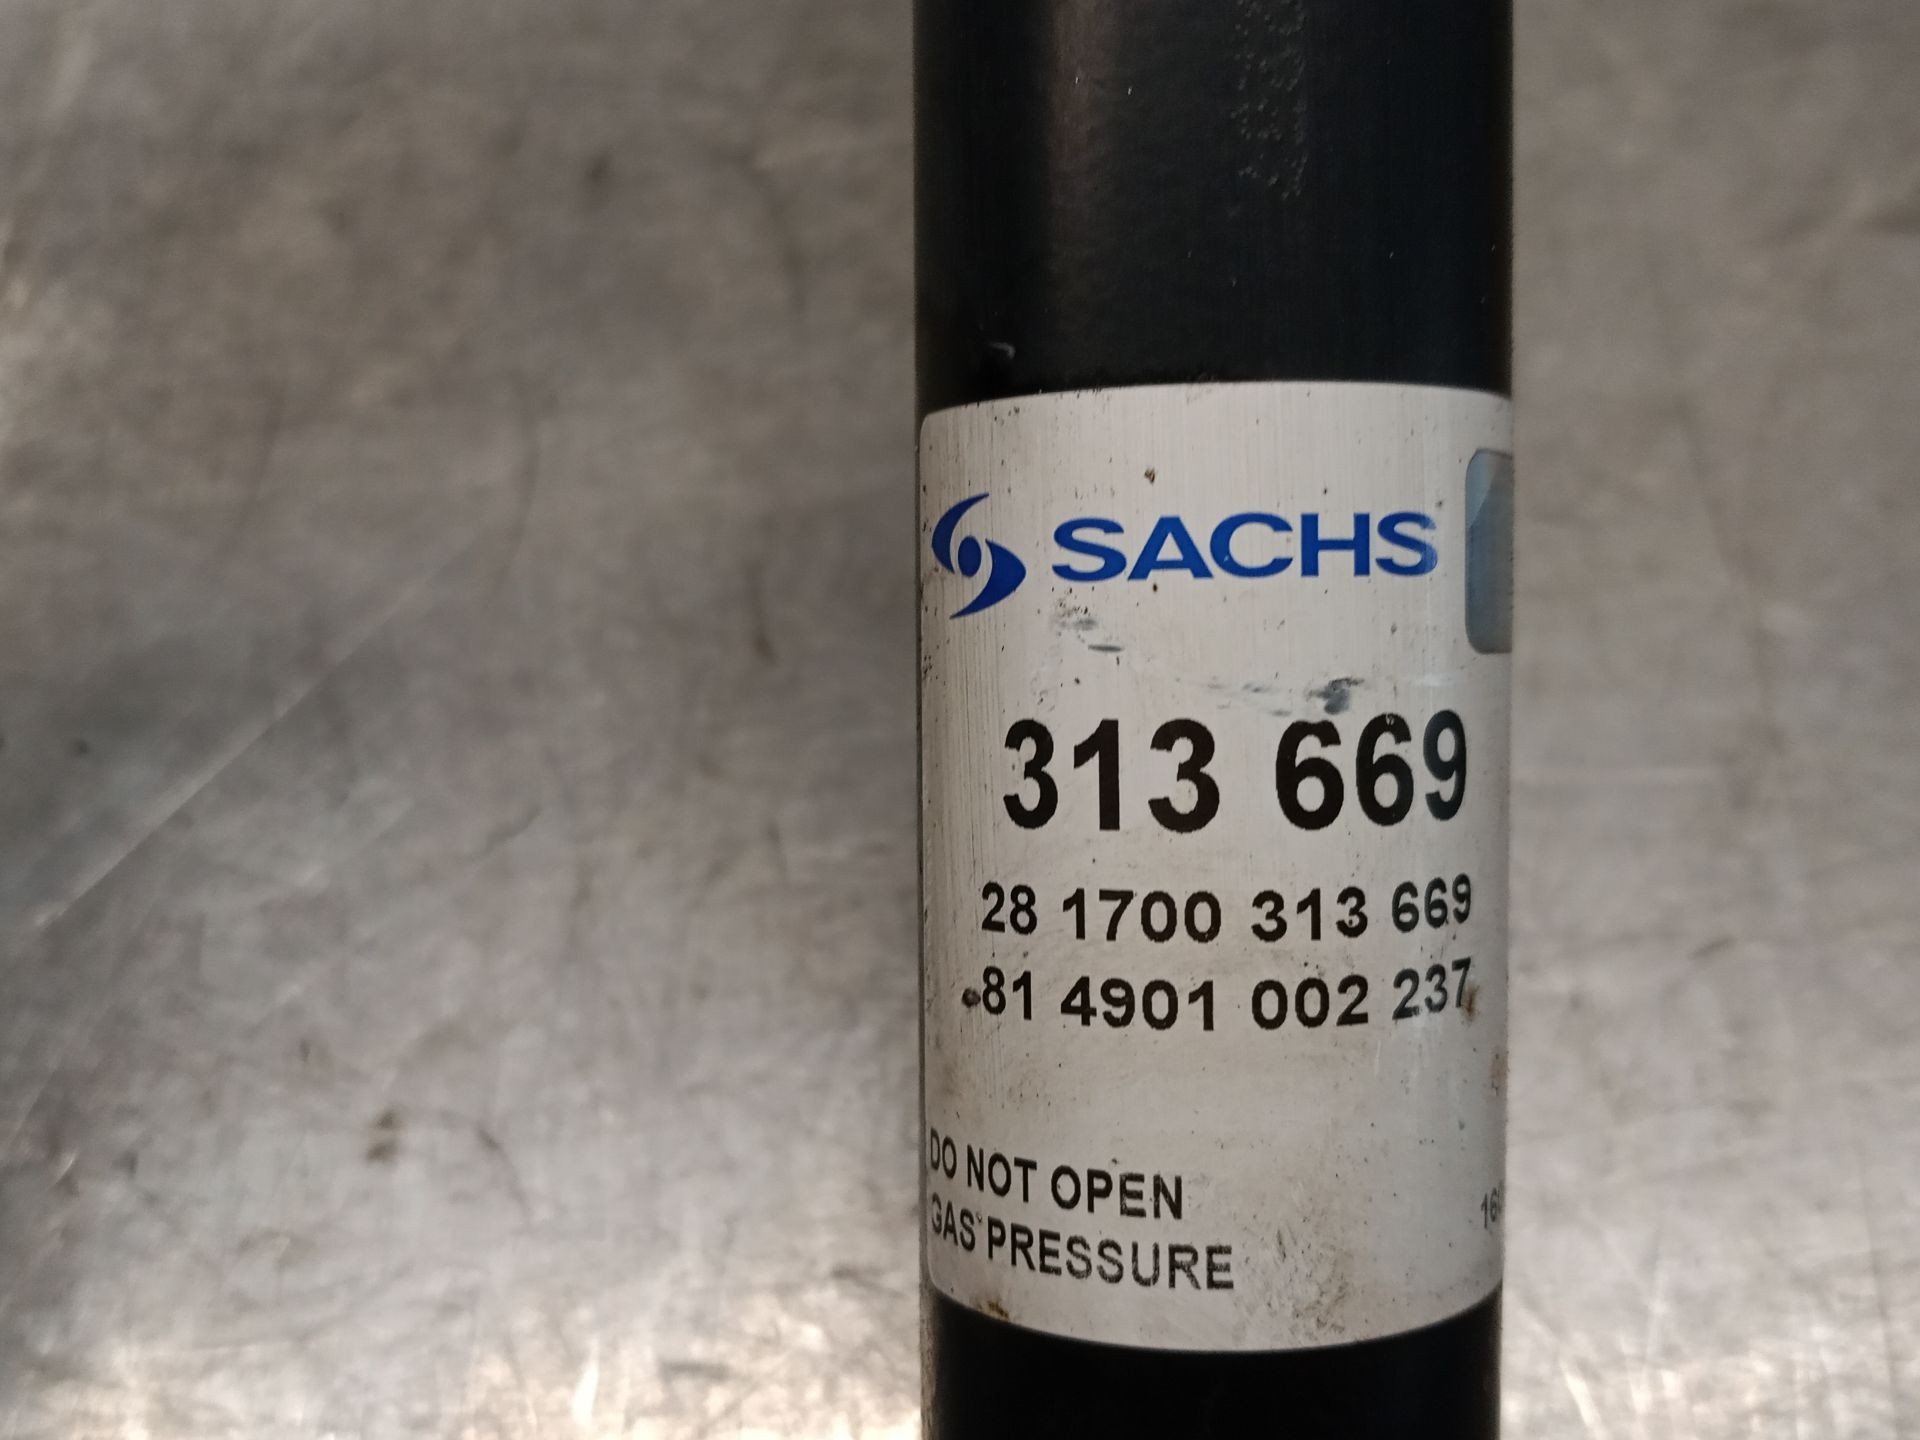 SACHS
313 669
28 1700 313 669
81 4901 002 237
DO NOT OPEN
GAS PRESSURE